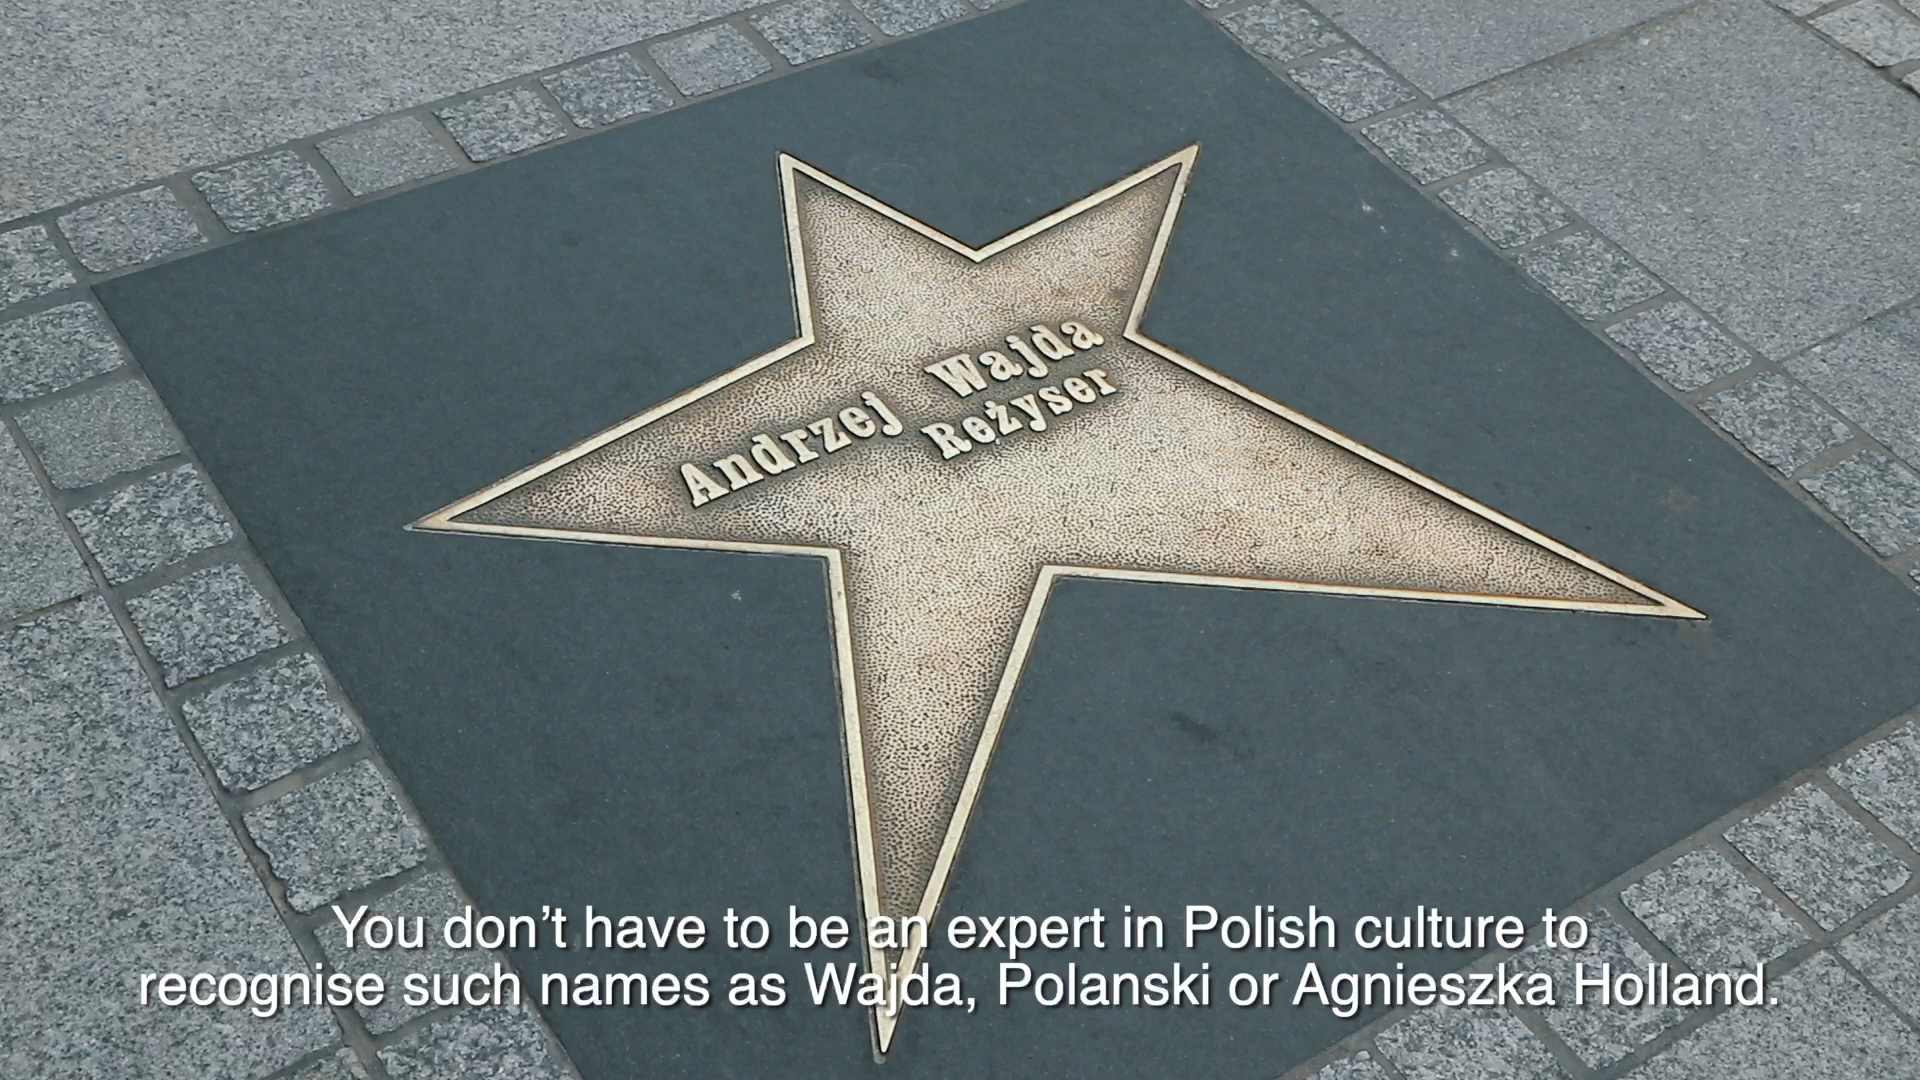 Andrzej Wajda
Reżyser
You don’t have to be an expert in Polish culture to
recognise such names as Wajda, Polanski or Agnieszka Holland.